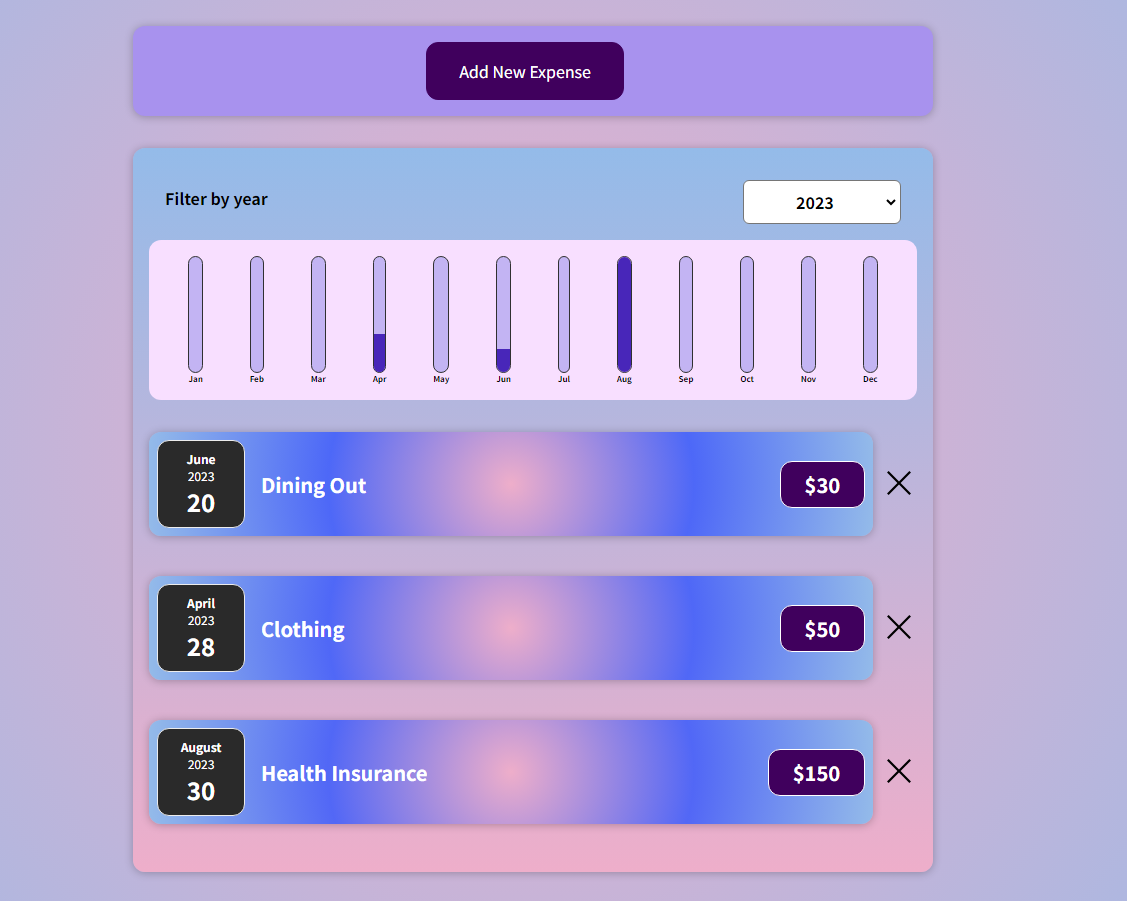 Add New Expense
Filter by year
2023
Jan Feb Mar Apr May Jun Jul Aug Sep Oct Nov Dec
June
2023
20
Dining Out
$30
April
2023
28
Clothing
$50
August
2023
30
Health Insurance
$150